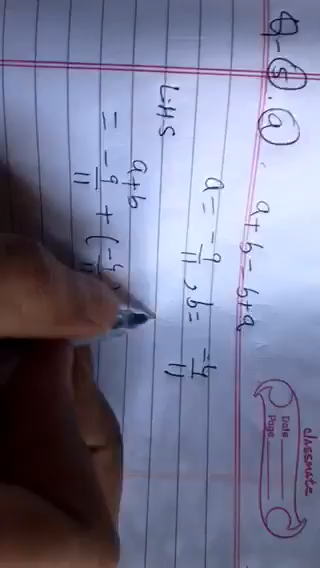 classmate
Date
Page
Q-5. a. a+b = b+a
a = -9/11, b = -4/11
LHS
a+b
= -9/11 + (-4/11